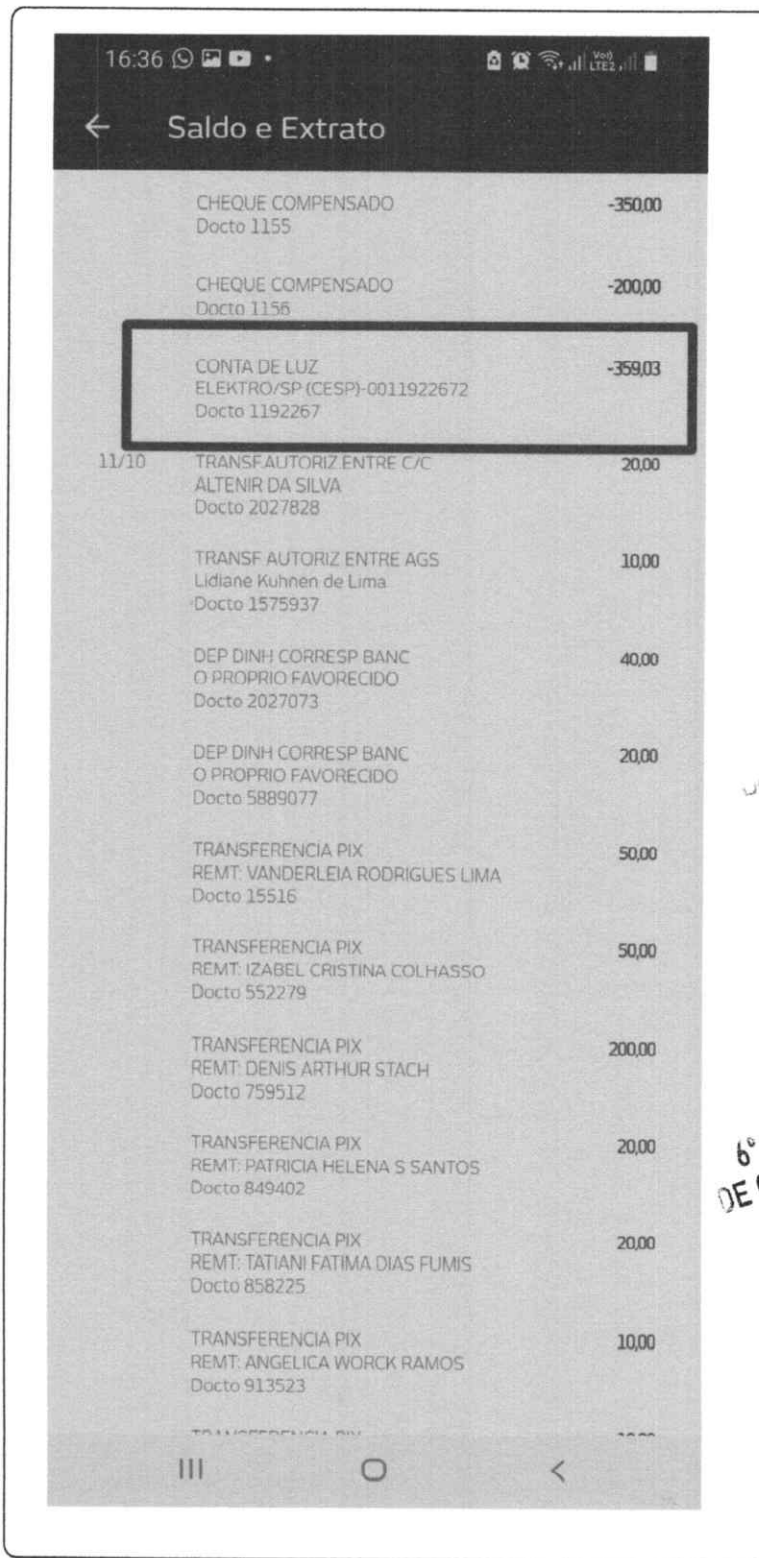 16:36
Vo))
LTE2
Saldo e Extrato
CHEQUE COMPENSADO -350,00
Docto 1155
CHEQUE COMPENSADO -200,00
Docto 1156
CONTA DE LUZ -359,03
ELEKTRO/SP (CESP)-0011922672
Docto 1192267
11/10 TRANSF.AUTORIZ.ENTRE C/C 20,00
ALTENIR DA SILVA
Docto 2027828
TRANSF AUTORIZ ENTRE AGS 10,00
Lidiane Kuhnen de Lima
Docto 1575937
DEP DINH CORRESP BANC 40,00
O PROPRIO FAVORECIDO
Docto 2027073
DEP DINH CORRESP BANC 20,00
O PROPRIO FAVORECIDO
Docto 5889077
TRANSFERENCIA PIX 50,00
REMT: VANDERLEIA RODRIGUES LIMA
Docto 15516
TRANSFERENCIA PIX 50,00
REMT: IZABEL CRISTINA COLHASSO
Docto 552279
TRANSFERENCIA PIX 200,00
REMT: DENIS ARTHUR STACH
Docto 759512
TRANSFERENCIA PIX 20,00
REMT: PATRICIA HELENA S SANTOS
Docto 849402
TRANSFERENCIA PIX 20,00
REMT: TATIANI FATIMA DIAS FUMIS
Docto 858225
TRANSFERENCIA PIX 10,00
REMT: ANGELICA WORCK RAMOS
Docto 913523
6º
DE